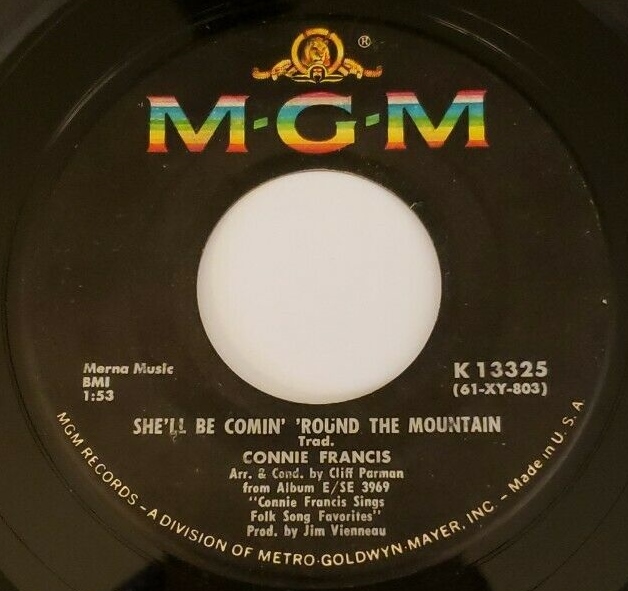 ®
M-G-M
Merna Music
BMI
1:53
K 13325
(61-XY-803)
SHE'LL BE COMIN' 'ROUND THE MOUNTAIN
Trad.
CONNIE FRANCIS
Arr. & Cond. by Cliff Parman
from Album E/SE 3969
"Connie Francis Sings
Folk Song Favorites"
Prod. by Jim Vienneau
MGM RECORDS - A DIVISION OF METRO-GOLDWYN-MAYER, INC. - Made in U. S. A